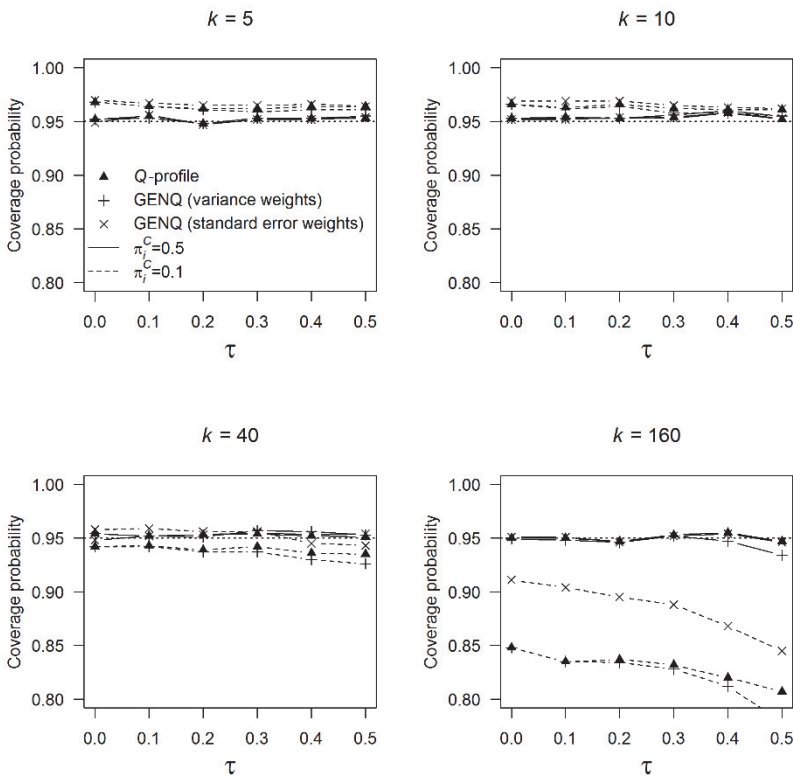 k = 5
Coverage probability
1.00
0.95
0.90
0.85
0.80
Q-profile
GENQ (variance weights)
GENQ (standard error weights)
π_i^C=0.5
π_i^C=0.1
0.0 0.1 0.2 0.3 0.4 0.5
τ
k = 10
Coverage probability
1.00
0.95
0.90
0.85
0.80
0.0 0.1 0.2 0.3 0.4 0.5
τ
k = 40
Coverage probability
1.00
0.95
0.90
0.85
0.80
0.0 0.1 0.2 0.3 0.4 0.5
τ
k = 160
Coverage probability
1.00
0.95
0.90
0.85
0.80
0.0 0.1 0.2 0.3 0.4 0.5
τ